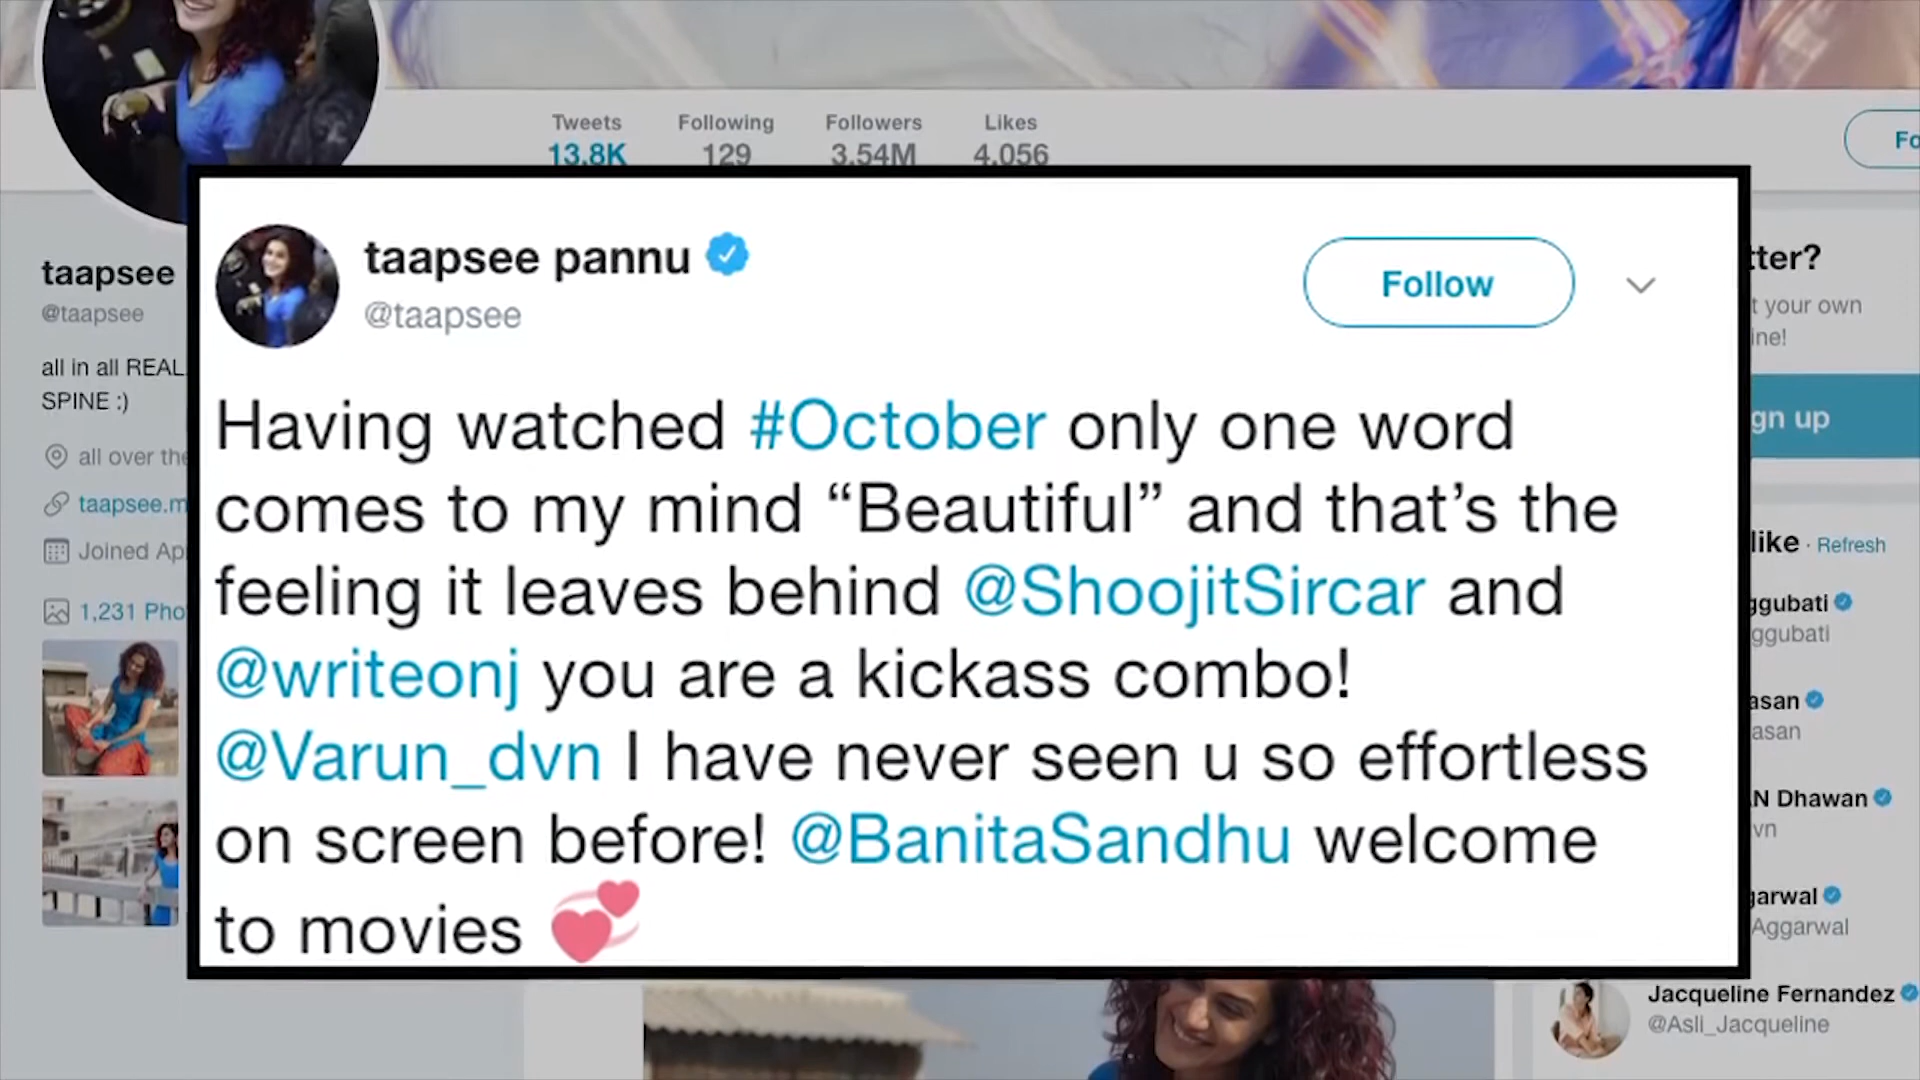 Tweets Following Followers Likes
13.8K 129 3.54M 4,056
taapsee
@taapsee
all in all REAL
SPINE :)
all over the
taapsee.m
Joined Ap
1,231 Pho
taapsee pannu
@taapsee
Follow
Having watched #October only one word
comes to my mind “Beautiful” and that’s the
feeling it leaves behind @ShoojitSircar and
@writeonj you are a kickass combo!
@Varun_dvn I have never seen u so effortless
on screen before! @BanitaSandhu welcome
to movies 💞
tter?
t your own
ine!
gn up
like · Refresh
ggubati
ggubati
asan
asan
N Dhawan
vn
garwal
Aggarwal
Jacqueline Fernandez
@Asli_Jacqueline